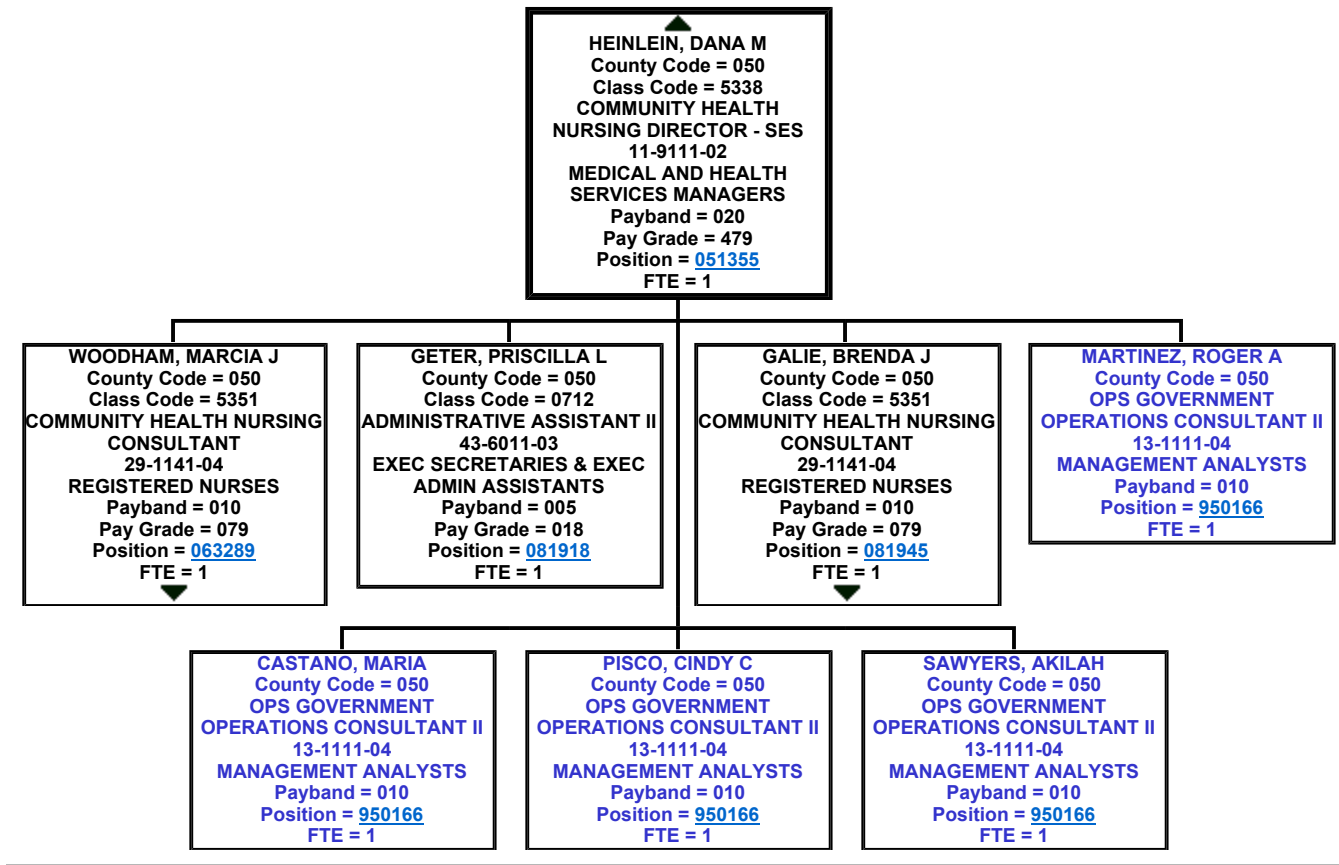 HEINLEIN, DANA M
County Code = 050
Class Code = 5338
COMMUNITY HEALTH
NURSING DIRECTOR - SES
11-9111-02
MEDICAL AND HEALTH
SERVICES MANAGERS
Payband = 020
Pay Grade = 479
Position = 051355
FTE = 1
WOODHAM, MARCIA J
County Code = 050
Class Code = 5351
COMMUNITY HEALTH NURSING
CONSULTANT
29-1141-04
REGISTERED NURSES
Payband = 010
Pay Grade = 079
Position = 063289
FTE = 1
GETER, PRISCILLA L
County Code = 050
Class Code = 0712
ADMINISTRATIVE ASSISTANT II
43-6011-03
EXEC SECRETARIES & EXEC
ADMIN ASSISTANTS
Payband = 005
Pay Grade = 018
Position = 081918
FTE = 1
GALIE, BRENDA J
County Code = 050
Class Code = 5351
COMMUNITY HEALTH NURSING
CONSULTANT
29-1141-04
REGISTERED NURSES
Payband = 010
Pay Grade = 079
Position = 081945
FTE = 1
MARTINEZ, ROGER A
County Code = 050
OPS GOVERNMENT
OPERATIONS CONSULTANT II
13-1111-04
MANAGEMENT ANALYSTS
Payband = 010
Position = 950166
FTE = 1
CASTANO, MARIA
County Code = 050
OPS GOVERNMENT
OPERATIONS CONSULTANT II
13-1111-04
MANAGEMENT ANALYSTS
Payband = 010
Position = 950166
FTE = 1
PISCO, CINDY C
County Code = 050
OPS GOVERNMENT
OPERATIONS CONSULTANT II
13-1111-04
MANAGEMENT ANALYSTS
Payband = 010
Position = 950166
FTE = 1
SAWYERS, AKILAH
County Code = 050
OPS GOVERNMENT
OPERATIONS CONSULTANT II
13-1111-04
MANAGEMENT ANALYSTS
Payband = 010
Position = 950166
FTE = 1